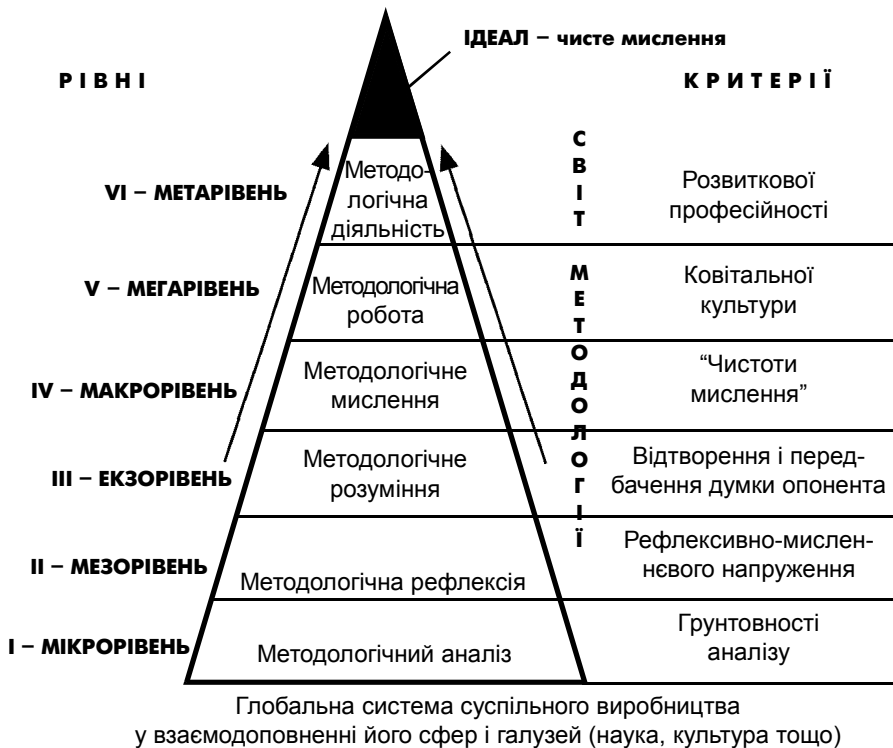 ІДЕАЛ – чисте мислення
РІВНІ
КРИТЕРІЇ
СВІТ МЕТОДОЛОГІЇ
VI – МЕТАРІВЕНЬ
Методо-
логічна
діяльність
Розвиткової
професійності
V – МЕГАРІВЕНЬ
Методологічна
робота
Ковітальної
культури
IV – МАКРОРІВЕНЬ
Методологічне
мислення
“Чистоти
мислення”
III – ЕКЗОРІВЕНЬ
Методологічне
розуміння
Відтворення і перед-
бачення думки опонента
II – МЕЗОРІВЕНЬ
Методологічна рефлексія
Рефлексивно-мислен-
нєвого напруження
I – МІКРОРІВЕНЬ
Методологічний аналіз
Грунтовності
аналізу
Глобальна система суспільного виробництва
у взаємодоповненні його сфер і галузей (наука, культура тощо)